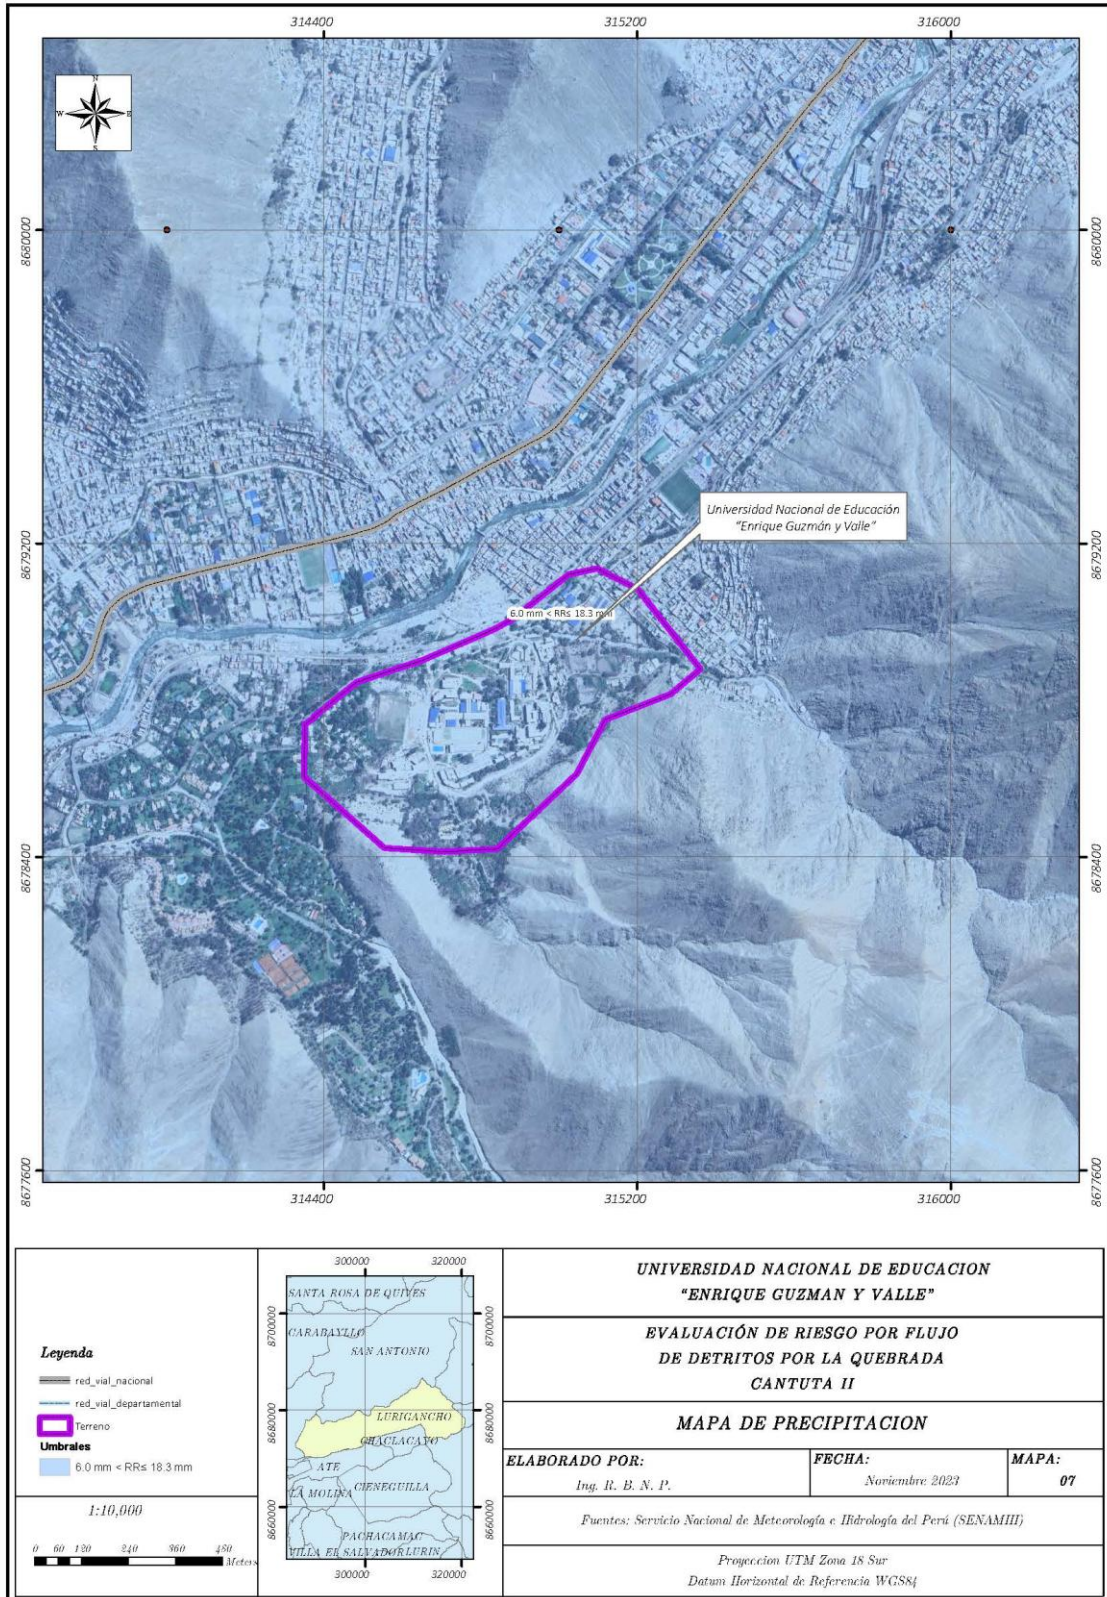 314400
315200
316000
N
W
E
8680000
8680000
Universidad Nacional de Educación
"Enrique Guzmán y Valle"
8679200
8679200
6.0 mm < RR≤ 18.3 mm
8678400
8678400
8677600
8677600
314400
315200
316000
Leyenda
red_vial_nacional
red_vial_departamental
Terreno
Umbrales
6.0 mm < RR≤ 18.3 mm
1:10,000
0 60 120 240 360 480
Meters
300000
320000
8700000
8700000
8680000
8680000
8660000
8660000
SANTA ROSA DE QUIVES
CARABAYLLO
SAN ANTONIO
LURIGANCHO
CHACLACAYO
ATE
CIENEGUILLA
LA MOLINA
PACHACAMAC
VILLA EL SALVADOR LURIN
300000
320000
UNIVERSIDAD NACIONAL DE EDUCACION
"ENRIQUE GUZMAN Y VALLE"
EVALUACIÓN DE RIESGO POR FLUJO
DE DETRITOS POR LA QUEBRADA
CANTUTA II
MAPA DE PRECIPITACION
ELABORADO POR:
Ing. R. B. N. P.
FECHA:
Noviembre 2023
MAPA:
07
Fuentes: Servicio Nacional de Meteorología e Hidrología del Perú (SENAMHI)
Proyeccion UTM Zona 18 Sur
Datum Horizontal de Referencia WGS84